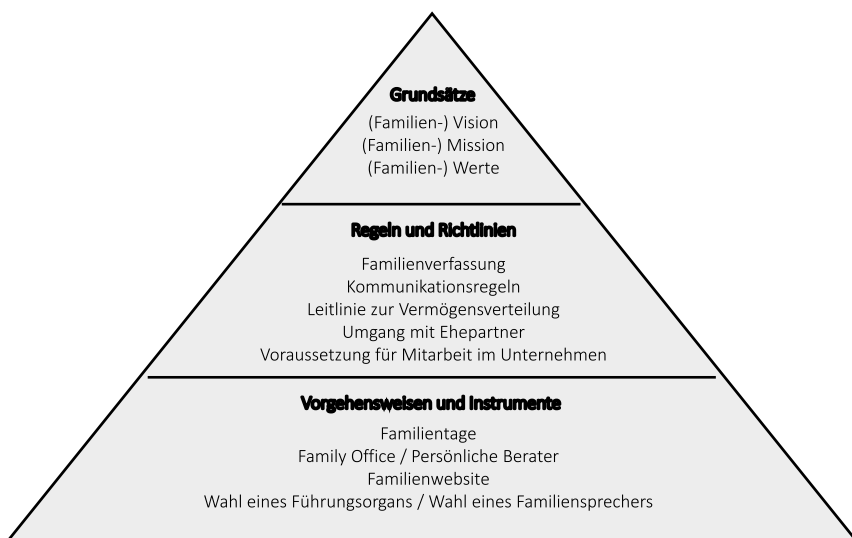 Grundsätze
(Familien-) Vision
(Familien-) Mission
(Familien-) Werte
Regeln und Richtlinien
Familienverfassung
Kommunikationsregeln
Leitlinie zur Vermögensverteilung
Umgang mit Ehepartner
Voraussetzung für Mitarbeit im Unternehmen
Vorgehensweisen und Instrumente
Familientage
Family Office / Persönliche Berater
Familienwebsite
Wahl eines Führungsorgans / Wahl eines Familiensprechers